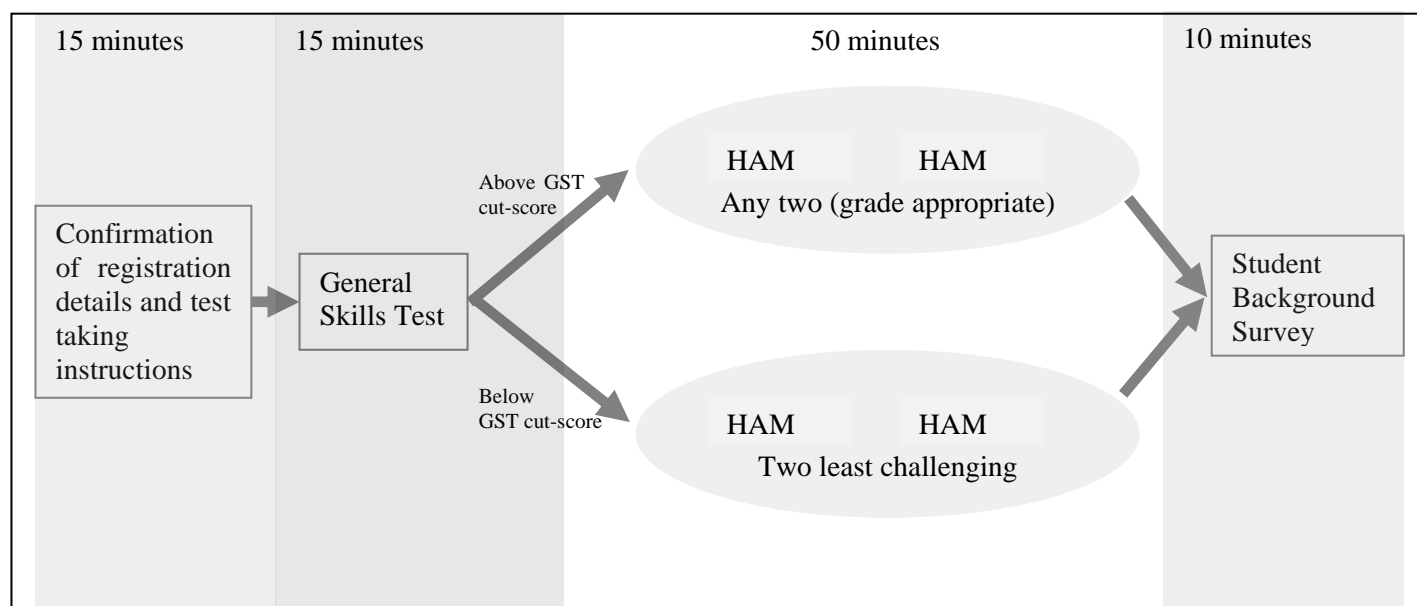 15 minutes
15 minutes
50 minutes
10 minutes
Confirmation
of registration
details and test
taking
instructions
General
Skills Test
Above GST
cut-score
Below
GST cut-score
HAM HAM
Any two (grade appropriate)
HAM HAM
Two least challenging
Student
Background
Survey